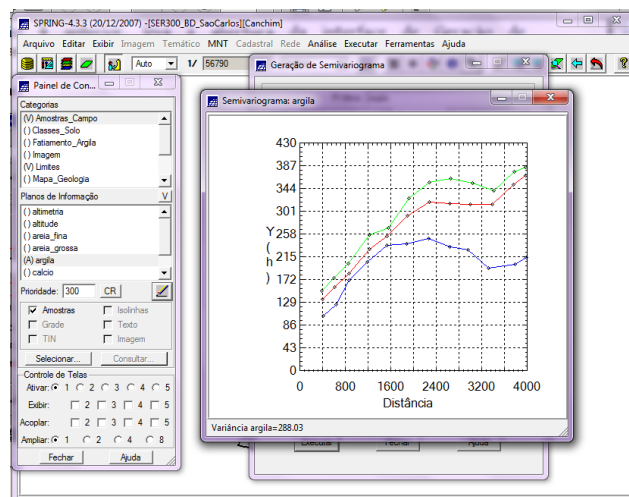 SPRING-4.3.3 (20/12/2007) -[SER300_BD_SaoCarlos][Canchim]
Arquivo Editar Exibir Imagem Temático MNT Cadastral Rede Análise Executar Ferramentas Ajuda
Auto 1/ 56790
Painel de Con...
Categorias
(V) Amostras_Campo
( ) Classes_Solo
( ) Fatiamento_Argila
( ) Imagem
(V) Limites
( ) Mapa_Geologia
Planos de Informação V
( ) altimetria
( ) altitude
( ) areia_fina
( ) areia_grossa
(A) argila
( ) calcio
Prioridade: 300 CR
Amostras Isolinhas
Grade Texto
TIN Imagem
Selecionar... Consultar...
Controle de Telas
Ativar: 1 2 3 4 5
Exibir: 2 3 4 5
Acoplar: 2 3 4 5
Ampliar: 1 2 4 8
Fechar Ajuda
Geração de Semivariograma
Semivariograma: argila
430
387
344
301
258
215
172
129
86
43
0
Y(h)
0 800 1600 2400 3200 4000
Distância
Variância argila=288.03
Executar Fechar Ajuda